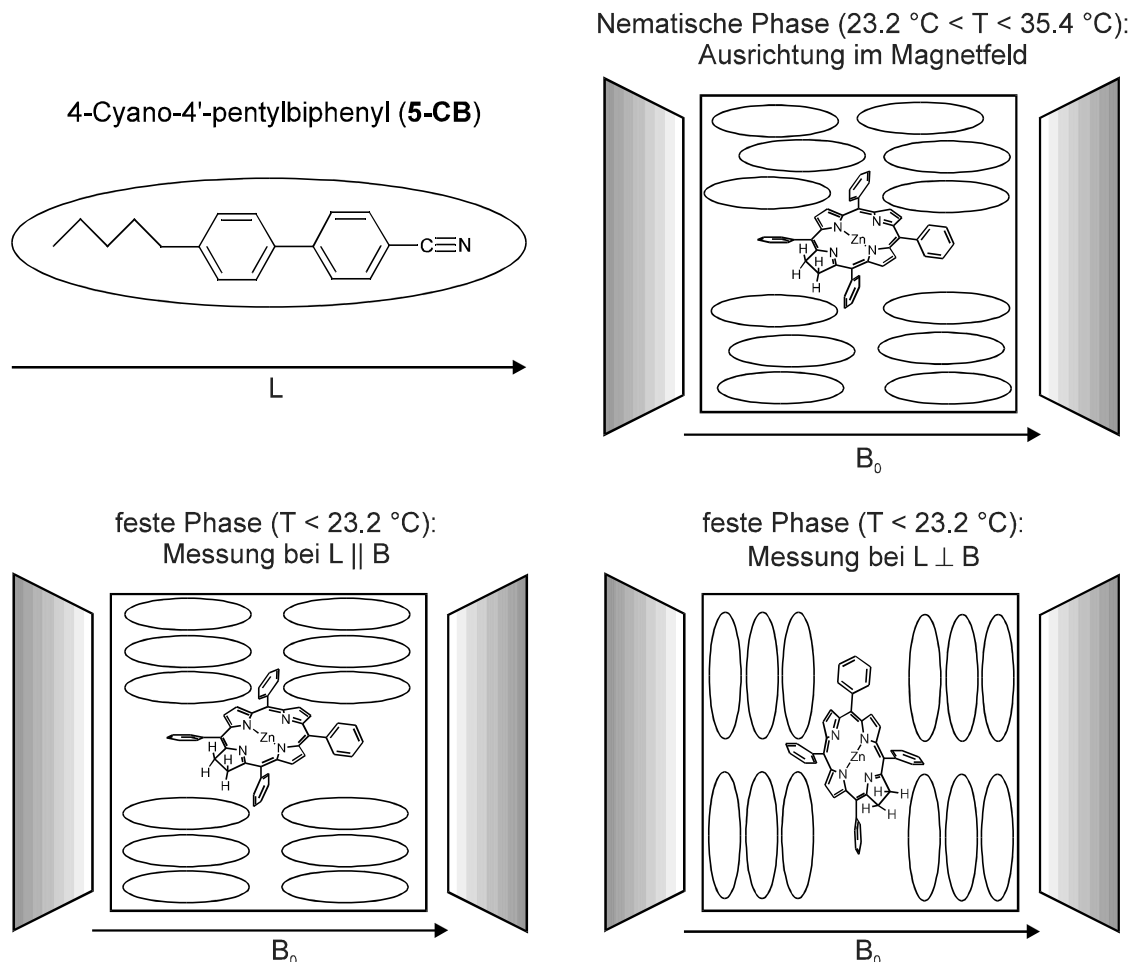 Nematische Phase (23.2 °C < T < 35.4 °C):
Ausrichtung im Magnetfeld
4-Cyano-4'-pentylbiphenyl (5-CB)
C N
L
N N
Zn
N N
H H
H H
B₀
feste Phase (T < 23.2 °C):
Messung bei L || B
N N
Zn
N N
H H
H H
B₀
feste Phase (T < 23.2 °C):
Messung bei L ⊥ B
N N
Zn
N N
H H
H H
B₀